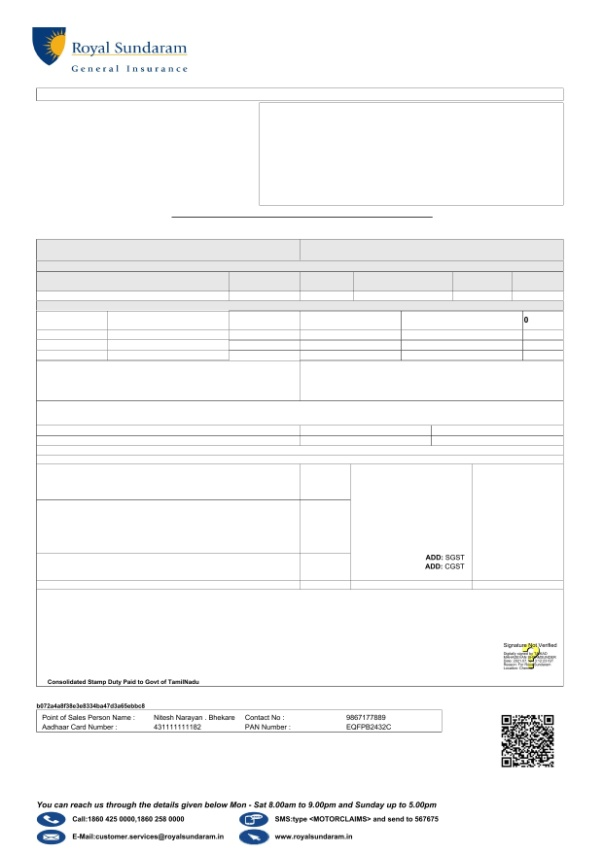 Royal Sundaram
General Insurance
0
ADD: SGST
ADD: CGST
Signature Not Verified
Consolidated Stamp Duty Paid to Govt of TamilNadu
b072a4a8f38e3e8334ba47d3a65ebbc8
Point of Sales Person Name : Nitesh Narayan . Bhekare Contact No : 9867177889
Aadhaar Card Number : 431111111182 PAN Number : EQFPB2432C
You can reach us through the details given below Mon - Sat 8.00am to 9.00pm and Sunday up to 5.00pm
Call:1860 425 0000,1860 258 0000 SMS:type <MOTORCLAIMS> and send to 567675
E-Mail:customer.services@royalsundaram.in www.royalsundaram.in